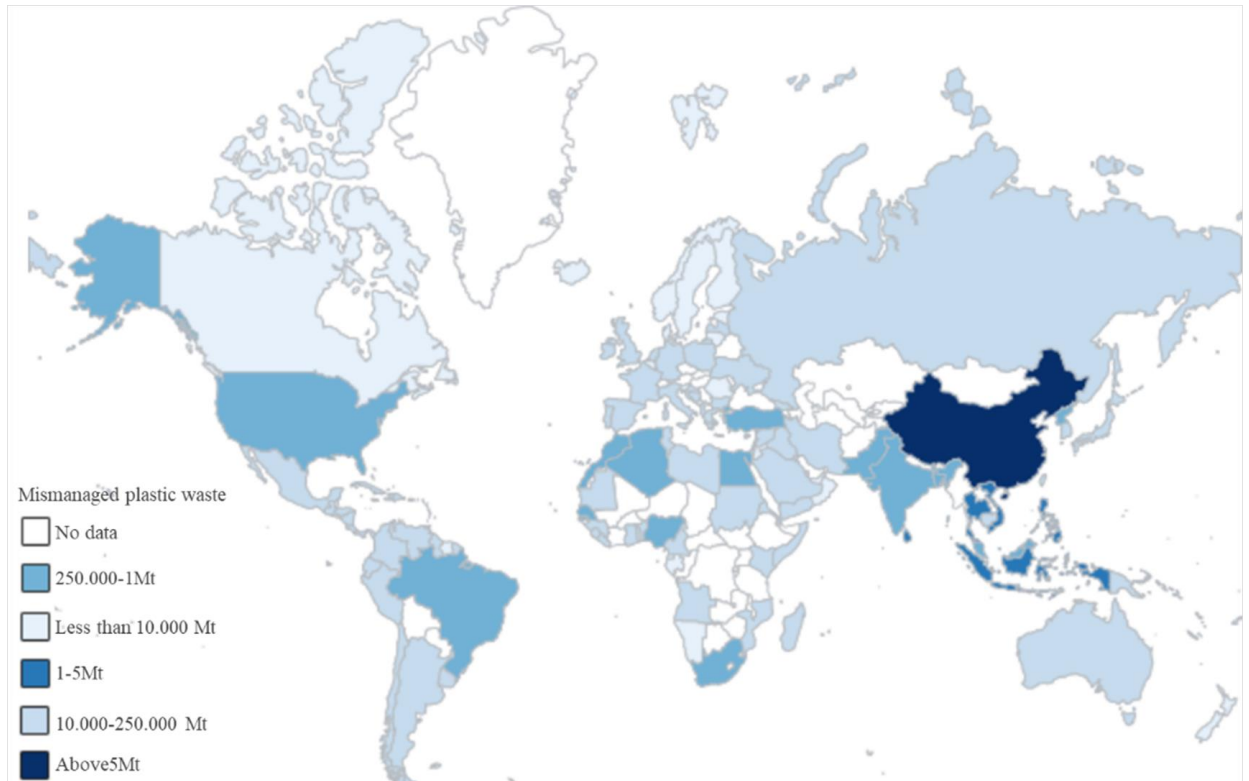 Mismanaged plastic waste
No data
250.000-1Mt
Less than 10.000 Mt
1-5Mt
10.000-250.000 Mt
Above5Mt